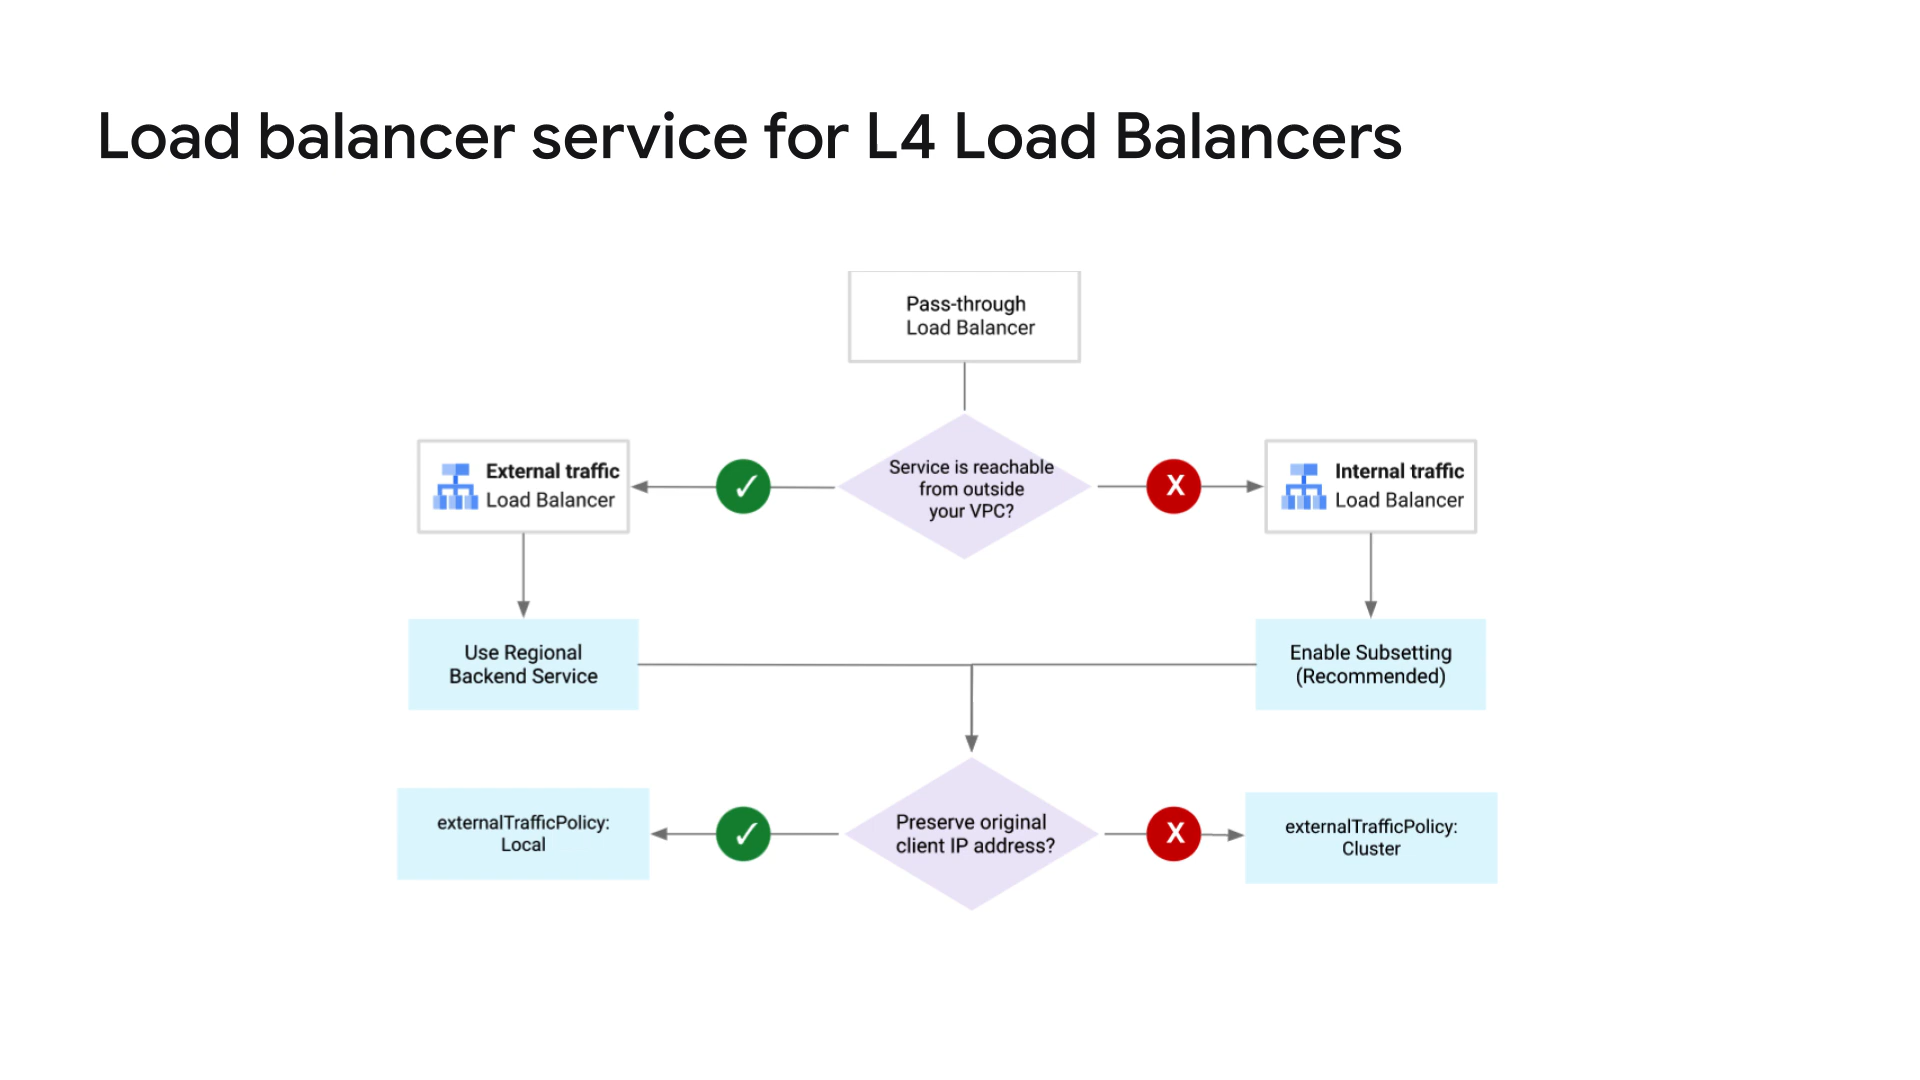 Load balancer service for L4 Load Balancers
Pass-through
Load Balancer
External traffic
Load Balancer
✓
Service is reachable
from outside
your VPC?
X
Internal traffic
Load Balancer
Use Regional
Backend Service
Enable Subsetting
(Recommended)
externalTrafficPolicy:
Local
✓
Preserve original
client IP address?
X
externalTrafficPolicy:
Cluster